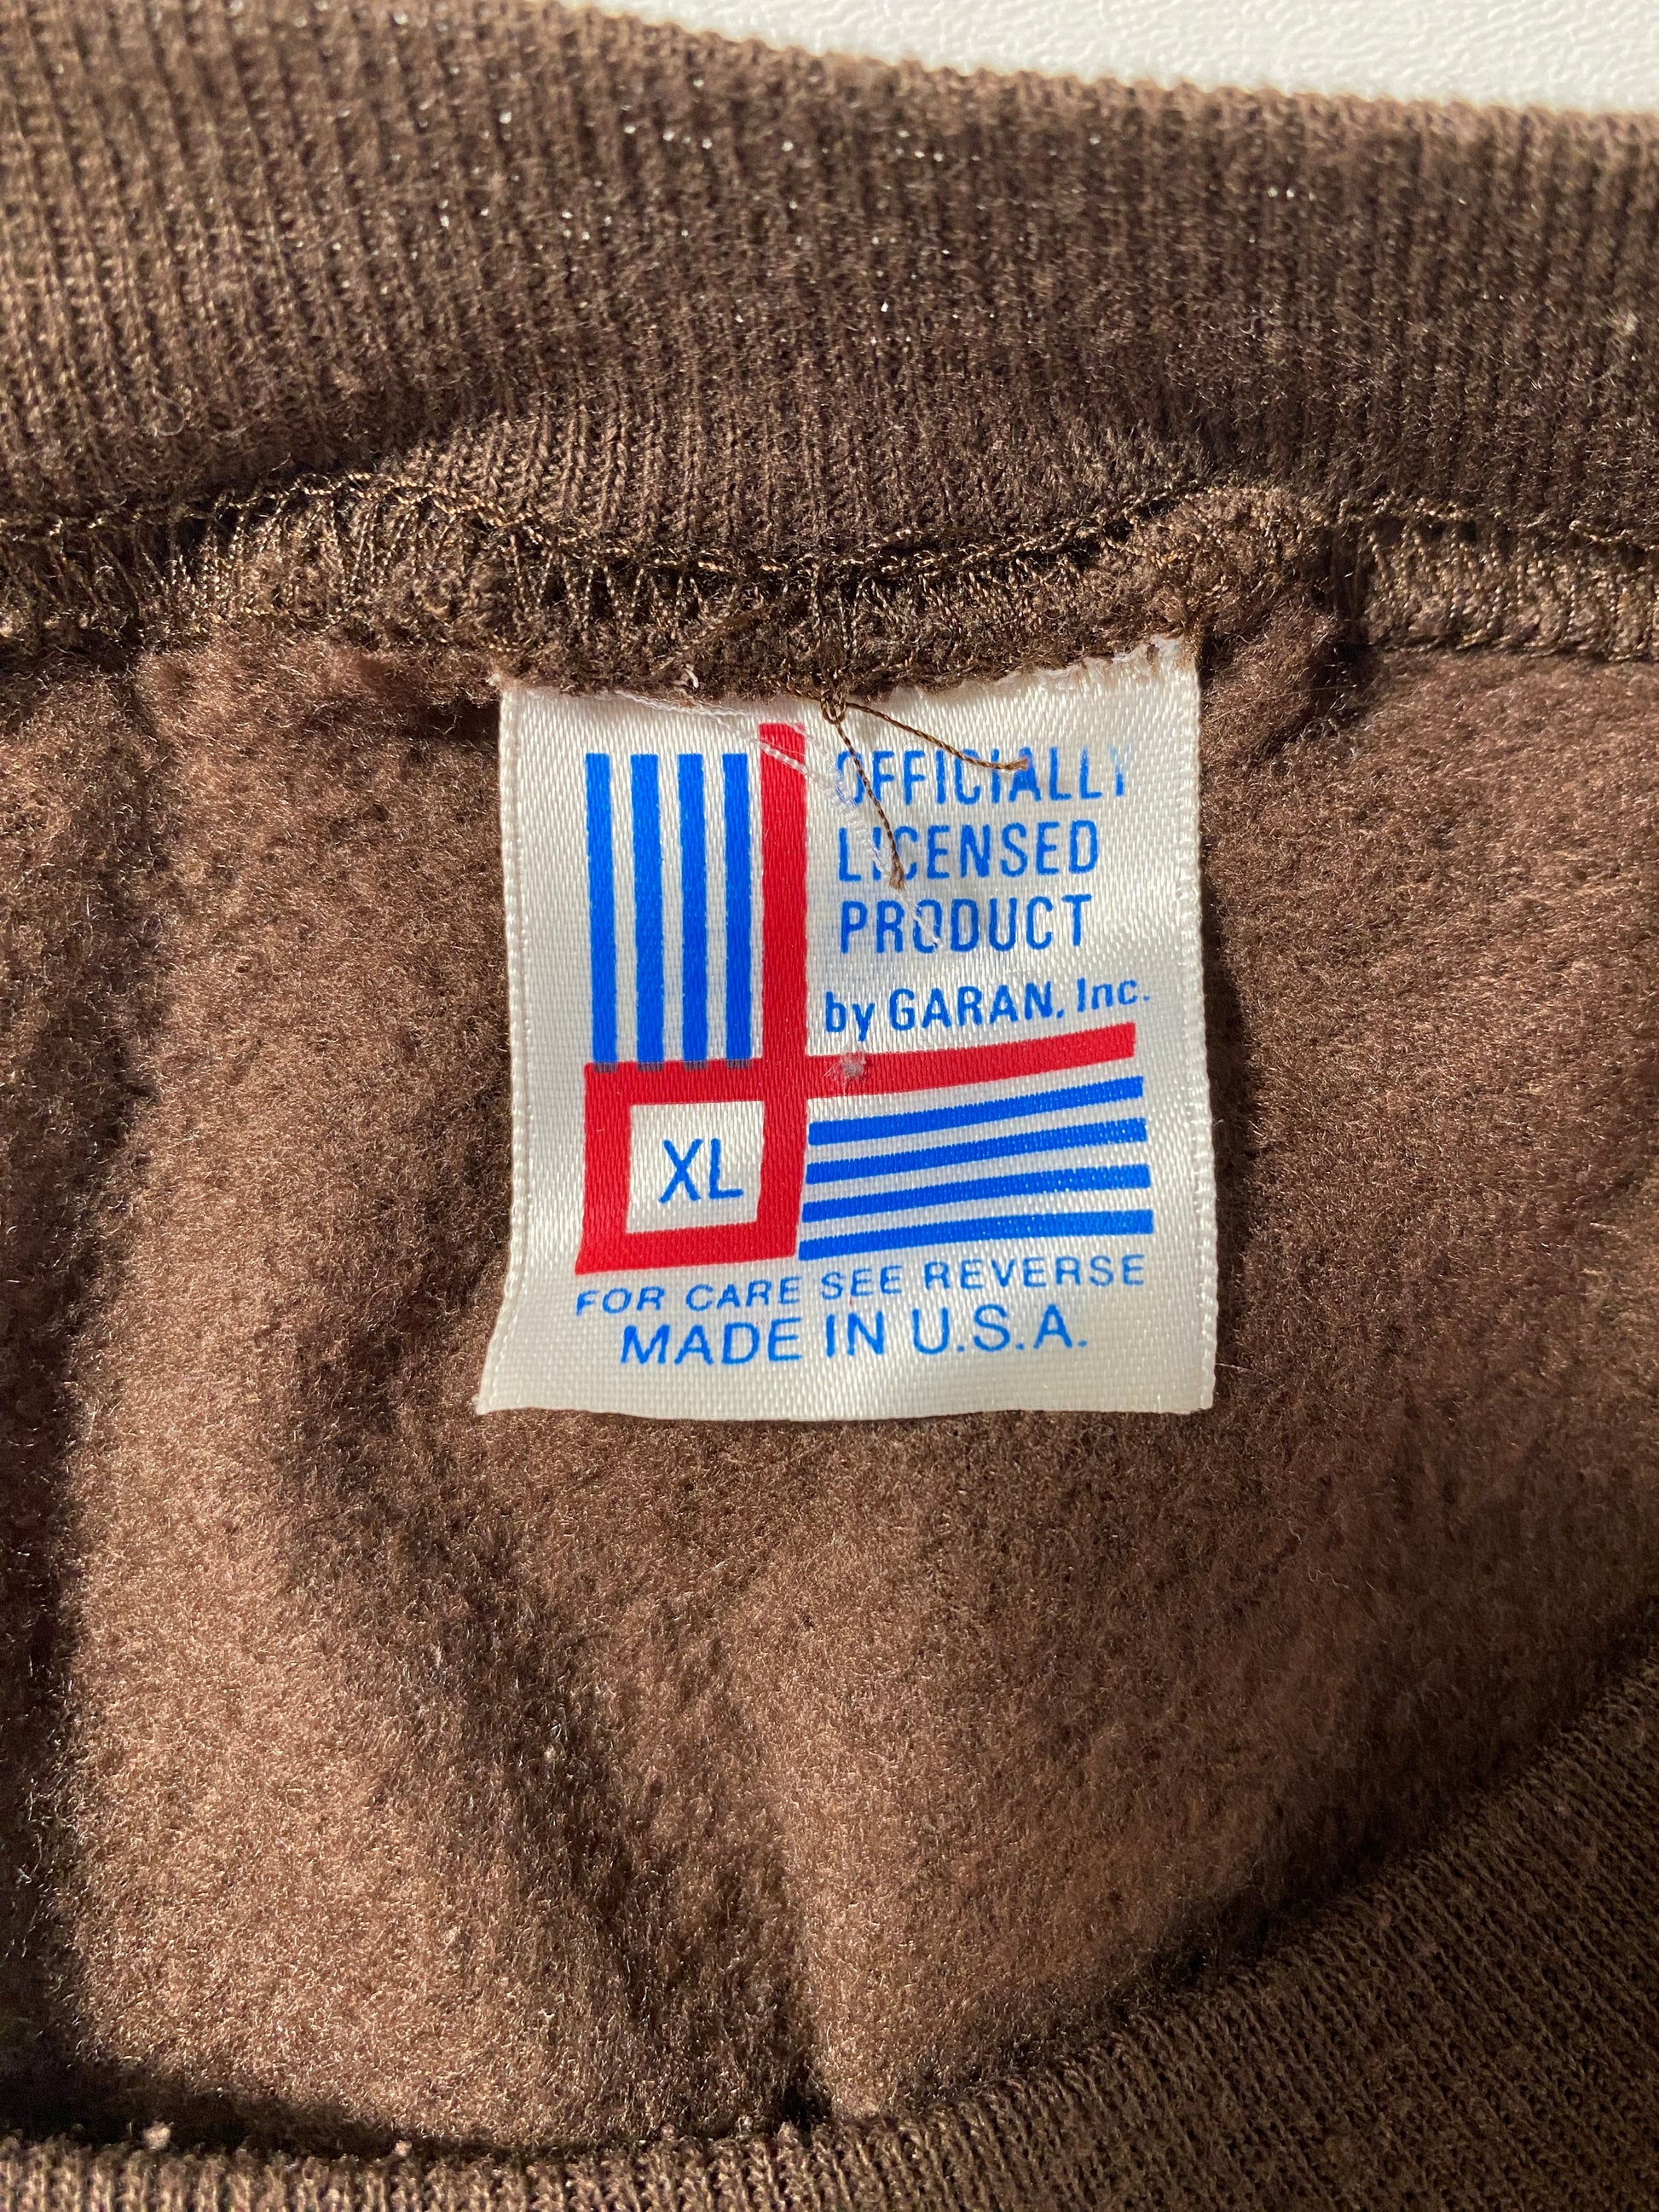 OFFICIALLY
LICENSED
PRODUCT
by GARAN, Inc.
XL
FOR CARE SEE REVERSE
MADE IN U.S.A.